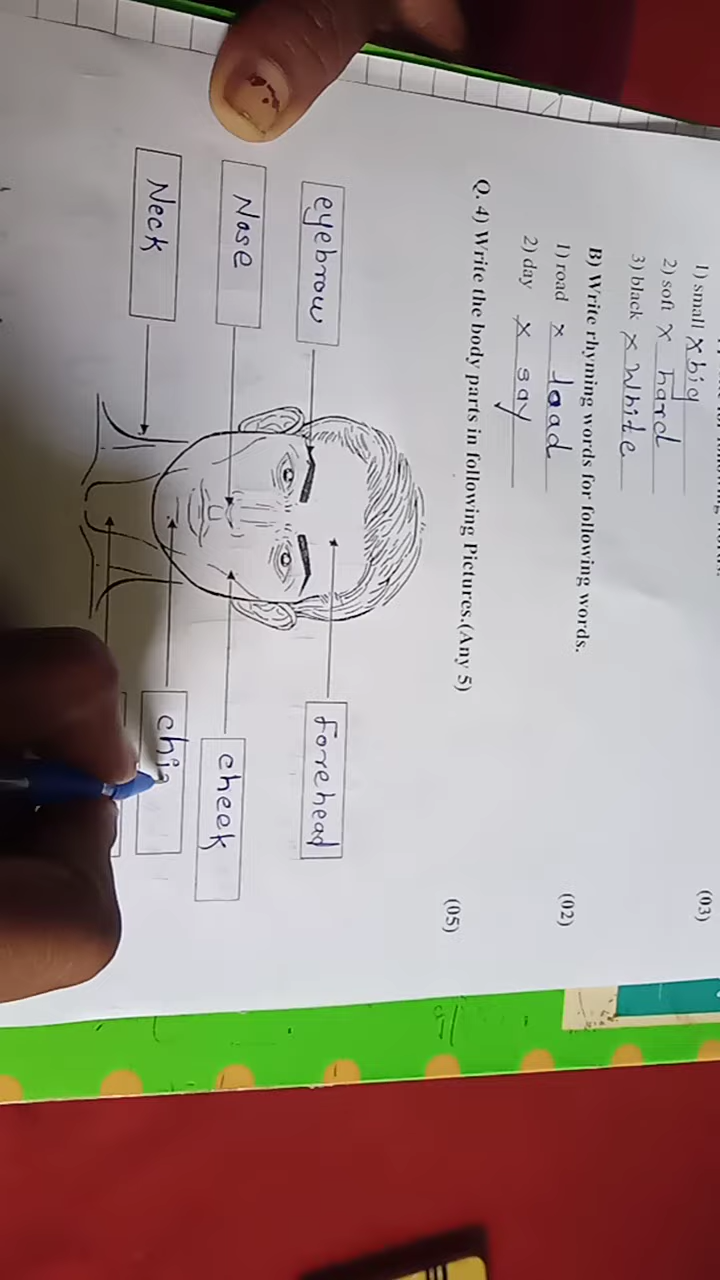 1) small x big
2) soft x hard
3) black x white
(03)
B) Write rhyming words for following words.
(02)
1) road x load
2) day x say
Q. 4) Write the body parts in following Pictures.(Any 5)
(05)
eyebrow
forehead
Nose
cheek
Neck
chi